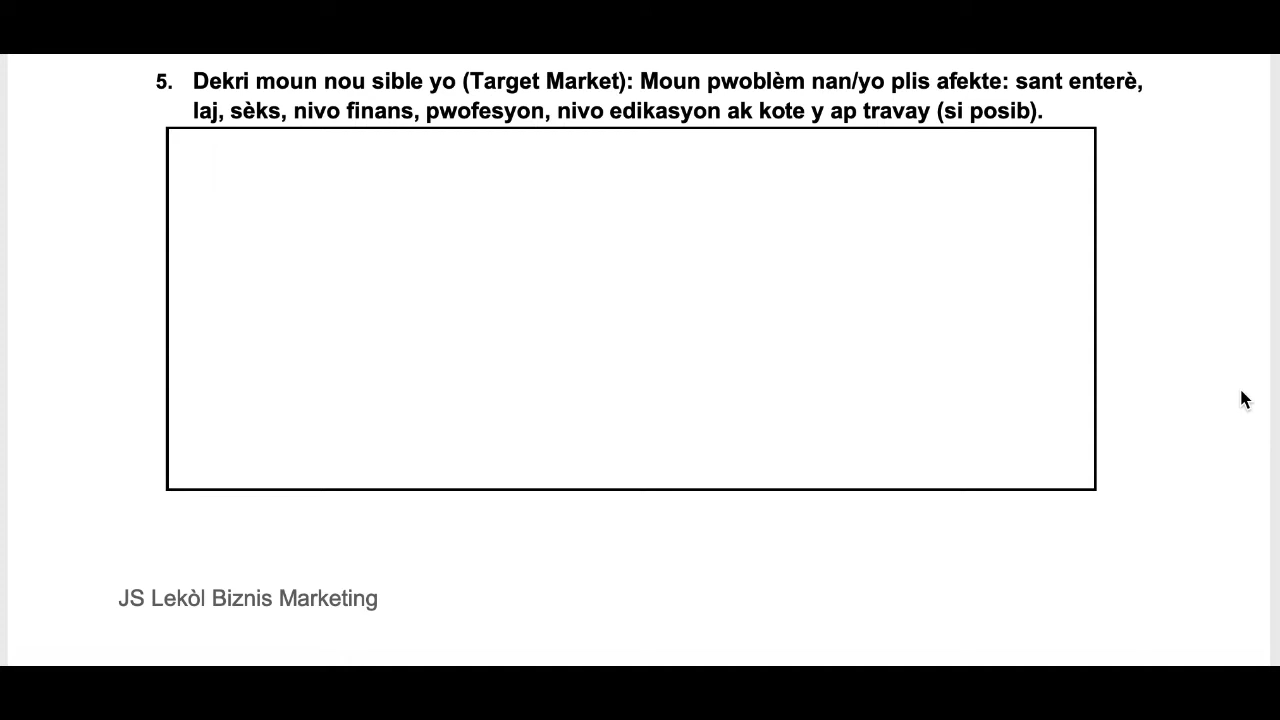 5. Dekri moun nou sible yo (Target Market): Moun pwoblèm nan/yo plis afekte: sant enterè,
laj, sèks, nivo finans, pwofesyon, nivo edikasyon ak kote y ap travay (si posib).
JS Lekòl Biznis Marketing